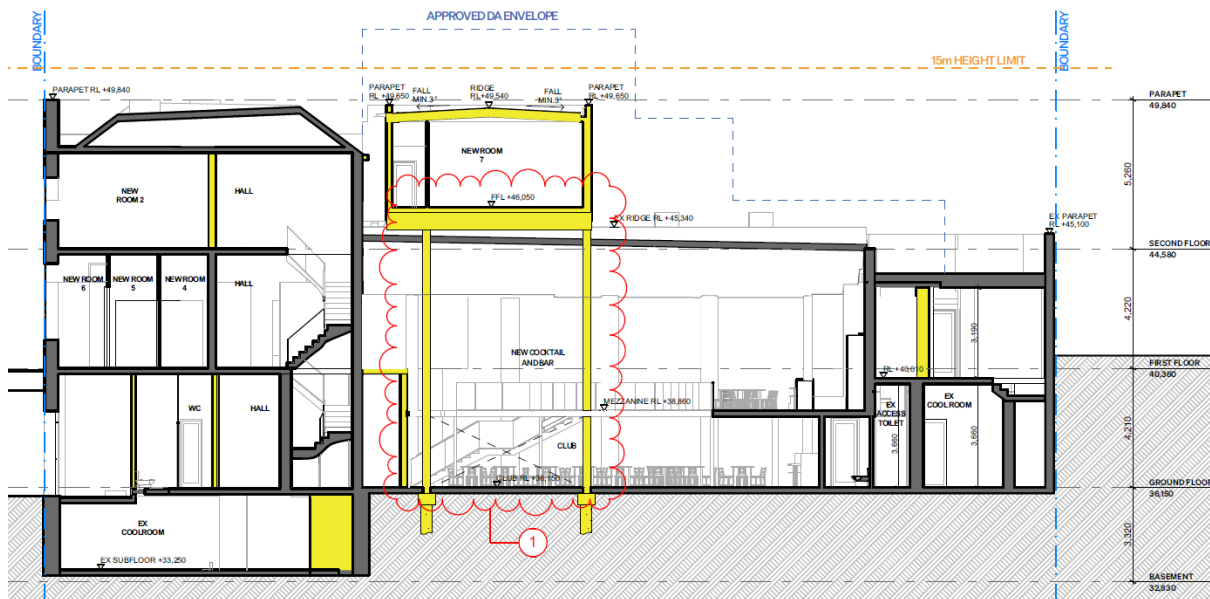 APPROVED DA ENVELOPE
BOUNDARY
BOUNDARY
15m HEIGHT LIMIT
PARAPET RL +49,840
PARAPET
RL +49,650
FALL
MIN.3°
RIDGE
RL+49,540
FALL
MIN.3°
PARAPET
RL +49,650
PARAPET
49,840
NEW ROOM
7
5,260
NEW
ROOM 2
HALL
FFL +46,050
EX RIDGE RL +45,340
EX PARAPET
RL +45,100
SECOND FLOOR
44,580
NEW ROOM
6
NEW ROOM
5
NEW ROOM
4
HALL
4,220
3,190
NEW COCKTAIL
AND BAR
FIRST FLOOR
40,360
RL +40,010
WC
HALL
MEZZANINE RL +38,860
EX
ACCESS
TOILET
EX
COOLROOM
4,210
CLUB
3,660
3,660
CLUB RL +36,150
GROUND FLOOR
36,150
EX
COOLROOM
1
3,320
EX SUBFLOOR +33,250
BASEMENT
32,830